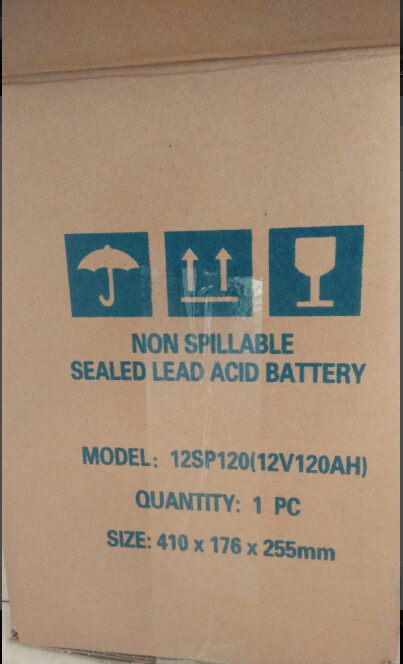 NON SPILLABLE
SEALED LEAD ACID BATTERY
MODEL: 12SP120(12V120AH)
QUANTITY: 1 PC
SIZE: 410 x 176 x 255mm